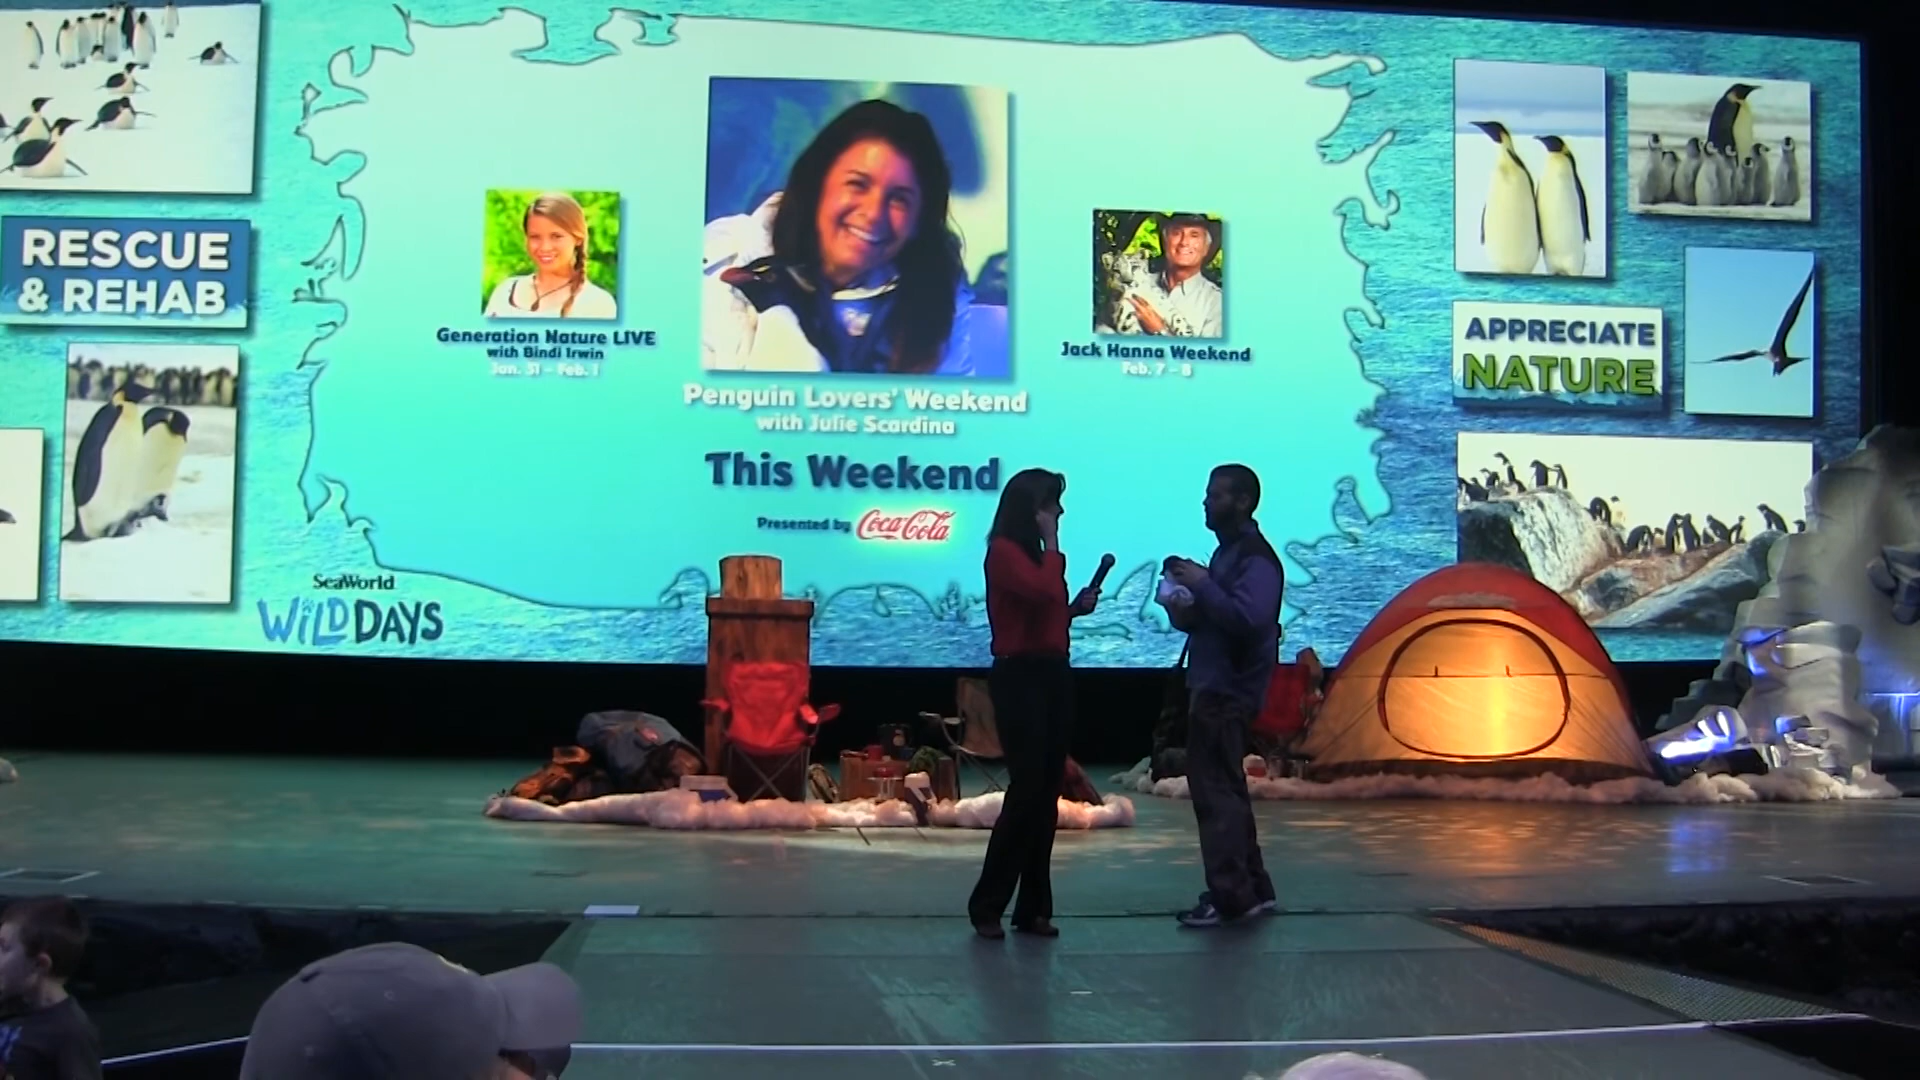 RESCUE
& REHAB
Generation Nature LIVE
with Bindi Irwin
Jan. 31 - Feb. 1
Penguin Lovers' Weekend
with Julie Scardina
This Weekend
Presented by Coca-Cola
Jack Hanna Weekend
Feb. 7 - 8
APPRECIATE
NATURE
SeaWorld
WILD DAYS